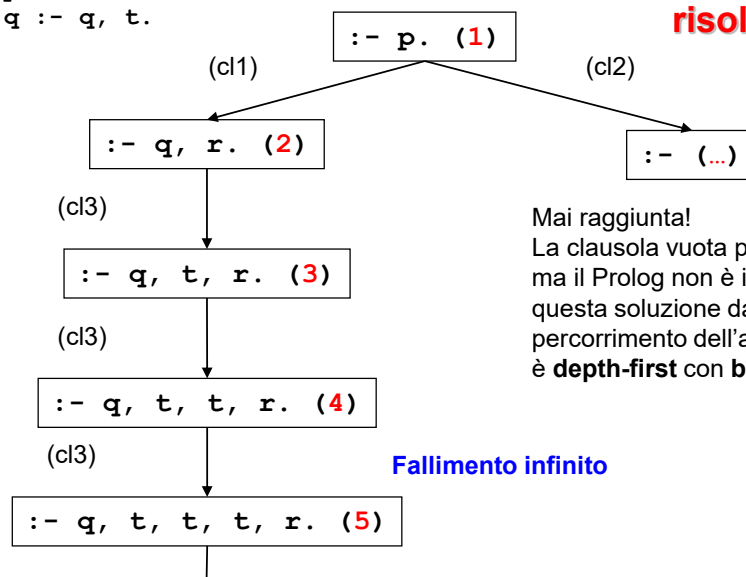 q :- q, t.
risol
:- p. (1)
(cl1)
(cl2)
:- q, r. (2)
:- (…)
(cl3)
Mai raggiunta!
La clausola vuota p
ma il Prolog non è i
questa soluzione da
percorrimento dell'a
è depth-first con b
:- q, t, r. (3)
(cl3)
:- q, t, t, r. (4)
(cl3)
Fallimento infinito
:- q, t, t, t, r. (5)